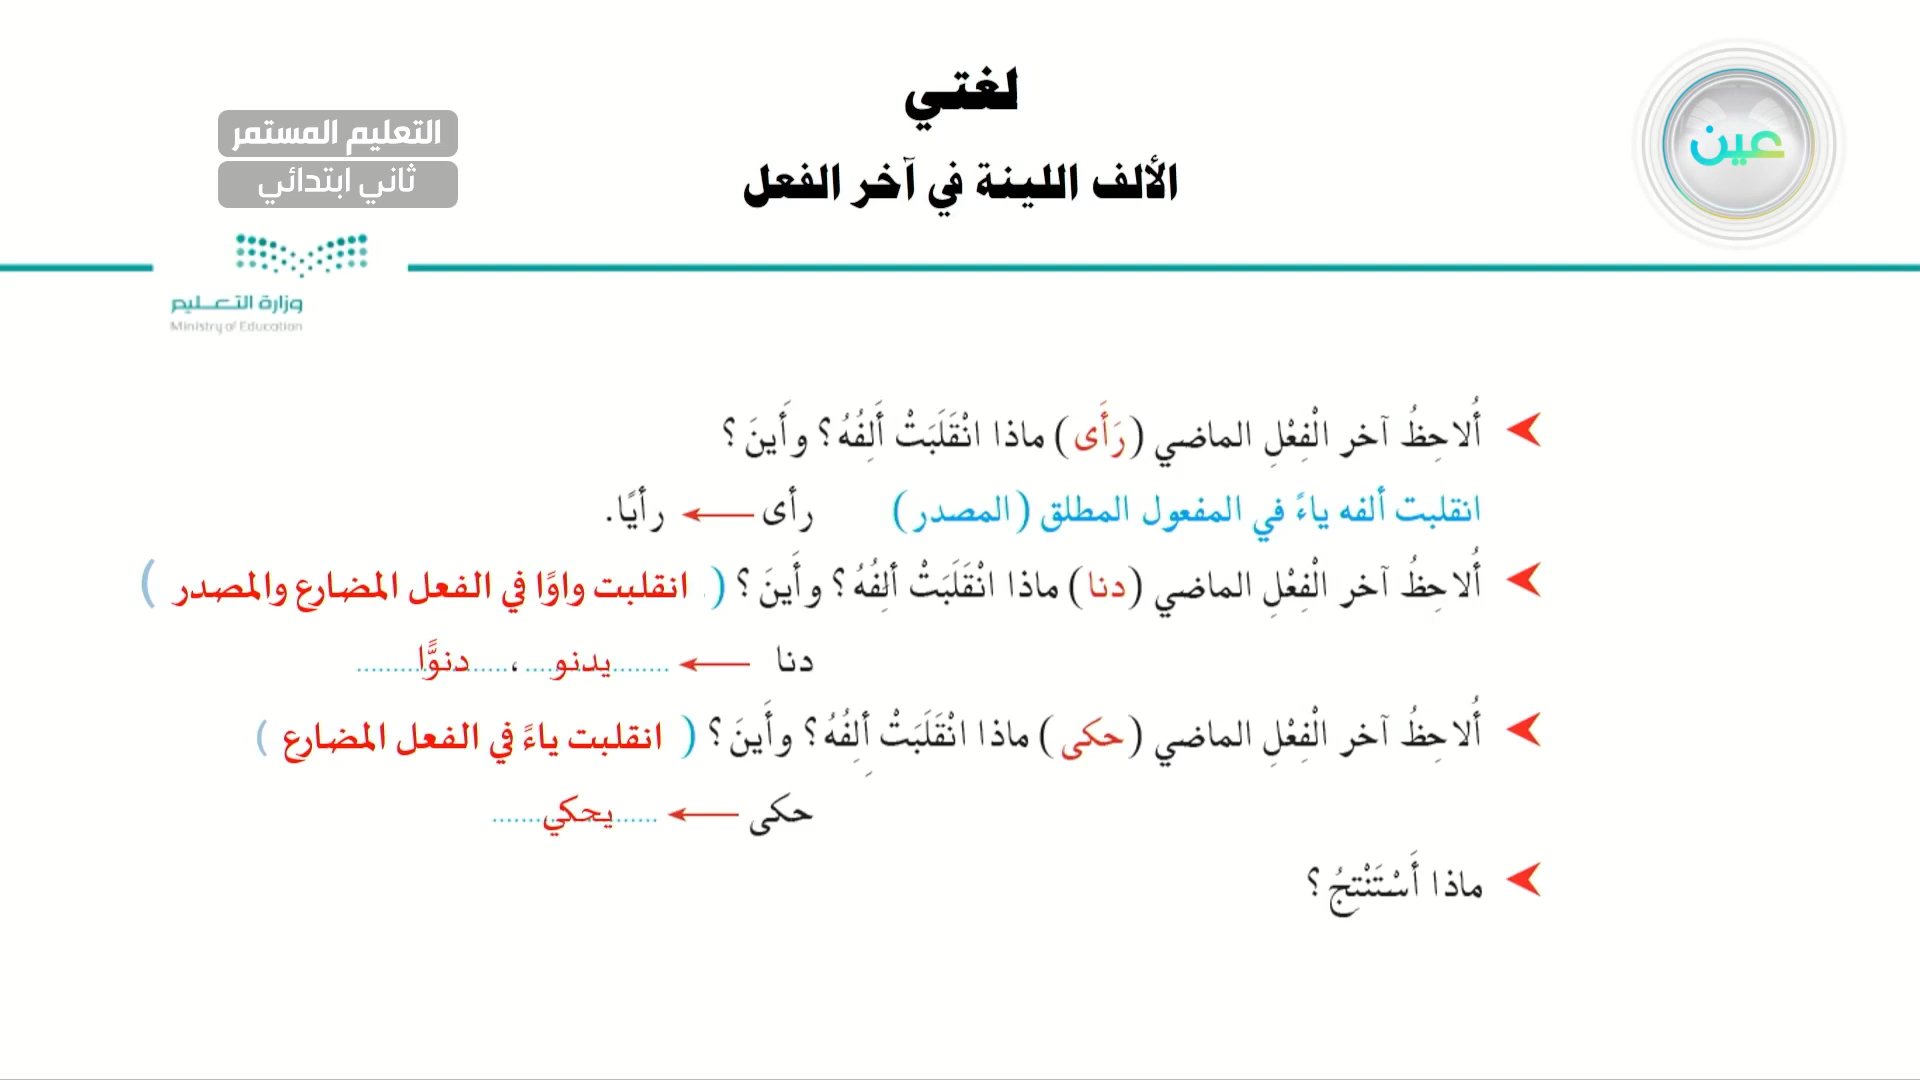 لغتي
الألف اللينة في آخر الفعل
عين
التعليم المستمر
ثاني ابتدائي
وزارة التعليم
Ministry of Education
أُلاحِظُ آخر الْفِعْلِ الماضي (رَأَى) ماذا انْقَلَبَتْ أَلِفُهُ؟ وأَينَ؟
انقلبت ألفه ياءً في المفعول المطلق (المصدر) رأى ← رأيًا.
أُلاحِظُ آخر الْفِعْلِ الماضي (دنا) ماذا انْقَلَبَتْ ألِفُهُ؟ وأَينَ؟ ( انقلبت واوًا في الفعل المضارع والمصدر )
دنا ← ........يدنو....، ......دنوًّا.........
أُلاحِظُ آخر الْفِعْلِ الماضي (حكى) ماذا انْقَلَبَتْ ألِفُهُ؟ وأَينَ؟ ( انقلبت ياءً في الفعل المضارع )
حكى ← ......يحكي.......
ماذا أَسْتَنْتِجُ؟